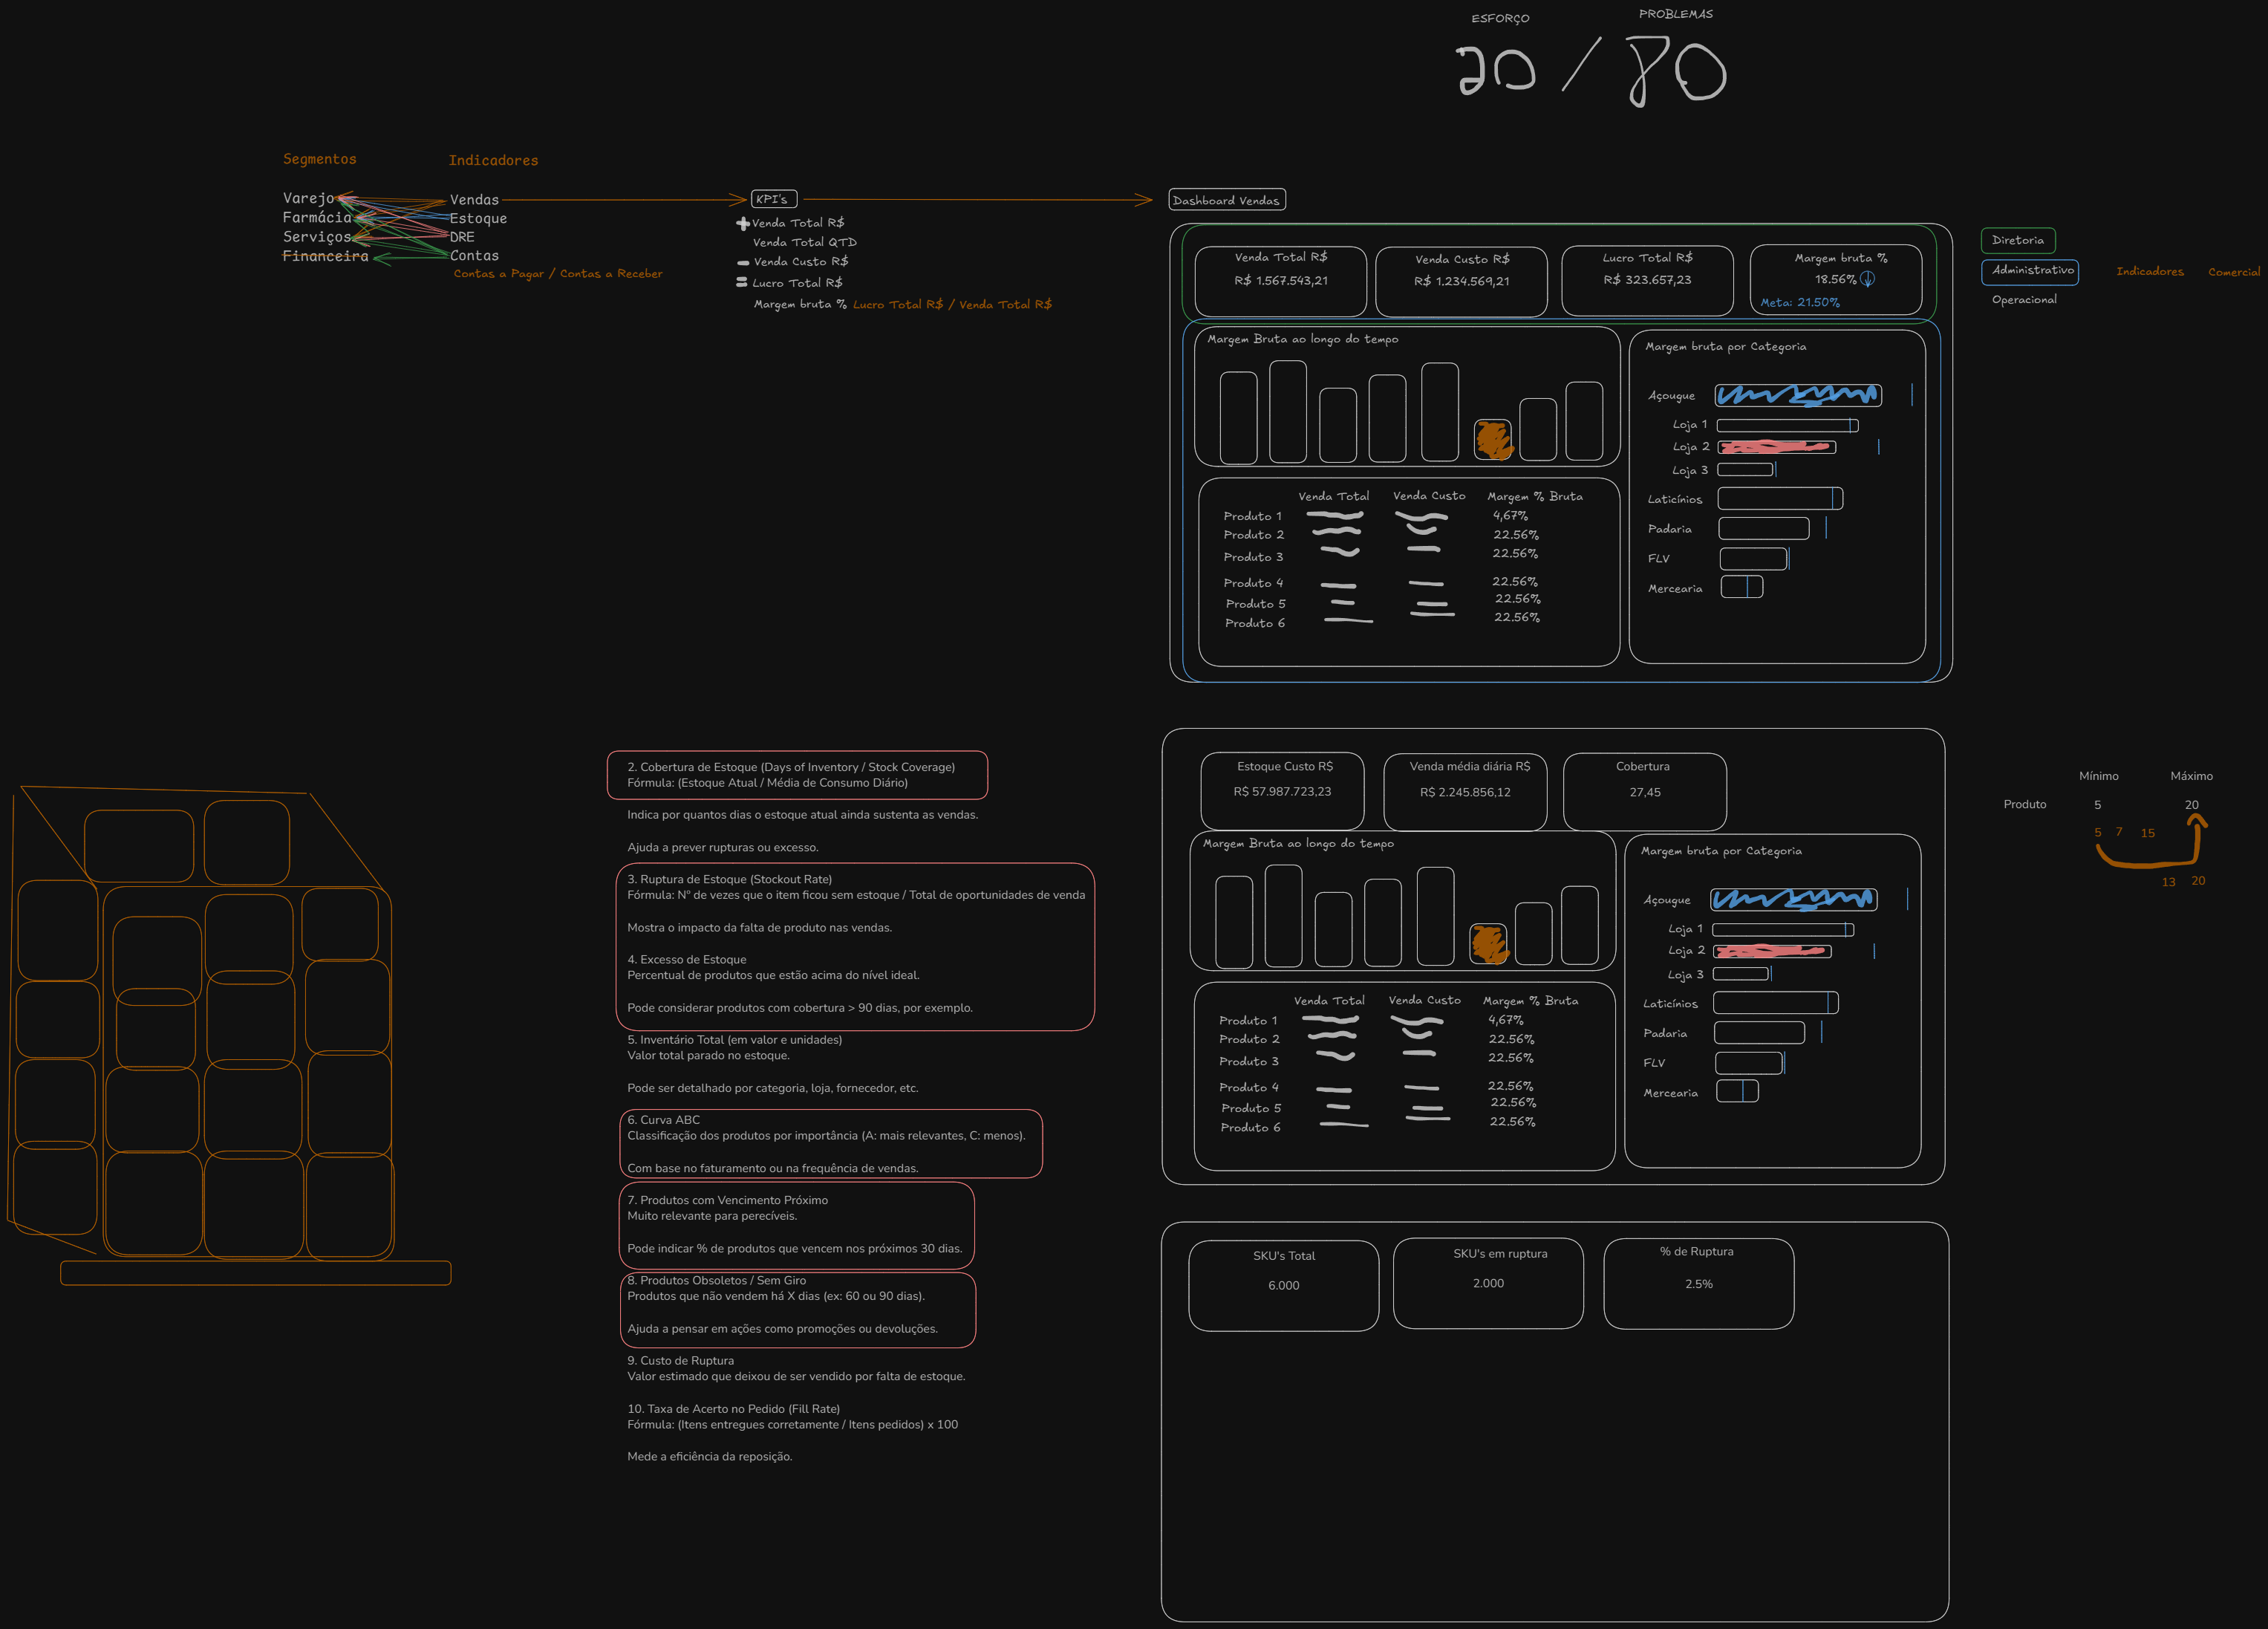 ESFORÇO
PROBLEMAS
20 / 80
Segmentos
Varejo
Farmácia
Serviços
Financeira
Indicadores
Vendas
Estoque
DRE
Contas
Contas a Pagar / Contas a Receber
KPI's
+ Venda Total R$
Venda Total QTD
- Venda Custo R$
= Lucro Total R$
Margem bruta % Lucro Total R$ / Venda Total R$
Dashboard Vendas
Venda Total R$
R$ 1.567.543,21
Venda Custo R$
R$ 1.234.569,21
Lucro Total R$
R$ 323.657,23
Margem bruta %
18.56%
Meta: 21.50%
Diretoria
Administrativo
Indicadores
Comercial
Operacional
Margem Bruta ao longo do tempo
Margem bruta por Categoria
Açougue
Loja 1
Loja 2
Loja 3
Laticínios
Padaria
FLV
Mercearia
Venda Total Venda Custo Margem % Bruta
Produto 1 4,67%
Produto 2 22.56%
Produto 3 22.56%
Produto 4 22.56%
Produto 5 22.56%
Produto 6 22.56%
2. Cobertura de Estoque (Days of Inventory / Stock Coverage)
Fórmula: (Estoque Atual / Média de Consumo Diário)
Indica por quantos dias o estoque atual ainda sustenta as vendas.
Ajuda a prever rupturas ou excesso.
3. Ruptura de Estoque (Stockout Rate)
Fórmula: Nº de vezes que o item ficou sem estoque / Total de oportunidades de venda
Mostra o impacto da falta de produto nas vendas.
4. Excesso de Estoque
Percentual de produtos que estão acima do nível ideal.
Pode considerar produtos com cobertura > 90 dias, por exemplo.
5. Inventário Total (em valor e unidades)
Valor total parado no estoque.
Pode ser detalhado por categoria, loja, fornecedor, etc.
6. Curva ABC
Classificação dos produtos por importância (A: mais relevantes, C: menos).
Com base no faturamento ou na frequência de vendas.
7. Produtos com Vencimento Próximo
Muito relevante para perecíveis.
Pode indicar % de produtos que vencem nos próximos 30 dias.
8. Produtos Obsoletos / Sem Giro
Produtos que não vendem há X dias (ex: 60 ou 90 dias).
Ajuda a pensar em ações como promoções ou devoluções.
9. Custo de Ruptura
Valor estimado que deixou de ser vendido por falta de estoque.
10. Taxa de Acerto no Pedido (Fill Rate)
Fórmula: (Itens entregues corretamente / Itens pedidos) x 100
Mede a eficiência da reposição.
Estoque Custo R$
R$ 57.987.723,23
Venda média diária R$
R$ 2.245.856,12
Cobertura
27,45
Margem Bruta ao longo do tempo
Margem bruta por Categoria
Açougue
Loja 1
Loja 2
Loja 3
Laticínios
Padaria
FLV
Mercearia
Venda Total Venda Custo Margem % Bruta
Produto 1 4,67%
Produto 2 22.56%
Produto 3 22.56%
Produto 4 22.56%
Produto 5 22.56%
Produto 6 22.56%
Mínimo Máximo
Produto 5 20
5 7 15
13 20
SKU's Total
6.000
SKU's em ruptura
2.000
% de Ruptura
2.5%